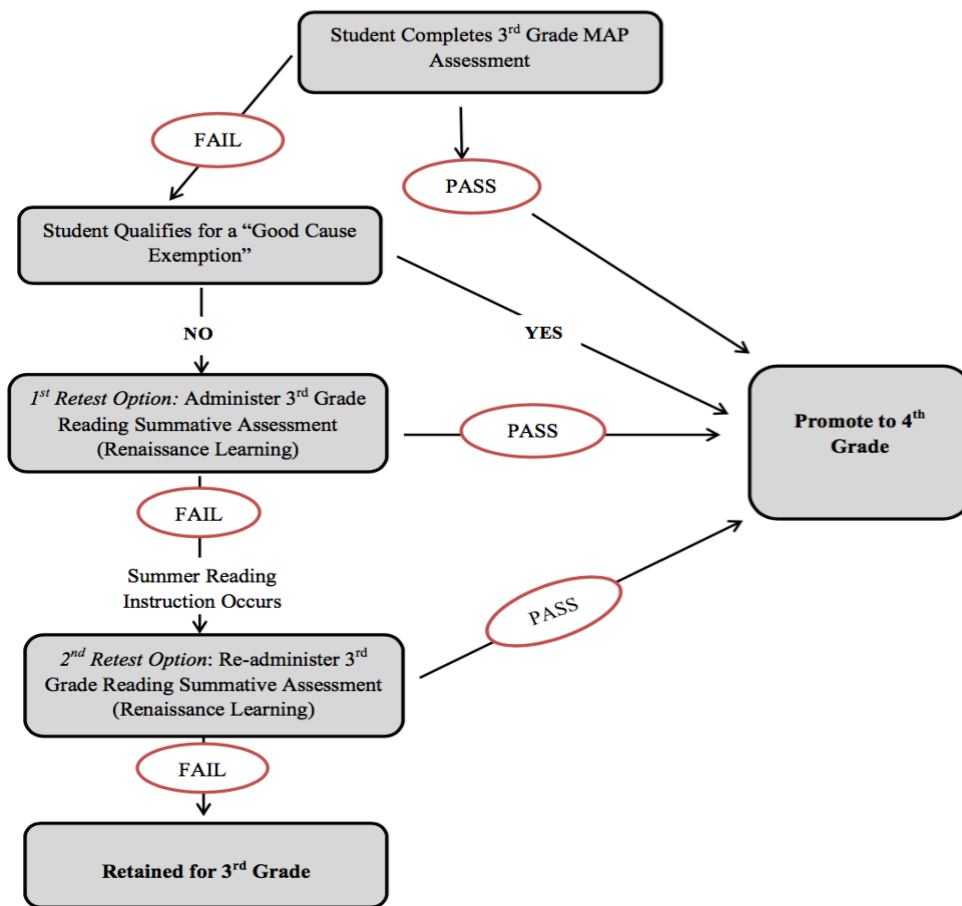 Student Completes 3rd Grade MAP
Assessment
FAIL
PASS
Student Qualifies for a “Good Cause
Exemption”
NO
YES
1st Retest Option: Administer 3rd Grade
Reading Summative Assessment
(Renaissance Learning)
PASS
Promote to 4th
Grade
FAIL
Summer Reading
Instruction Occurs
PASS
2nd Retest Option: Re-administer 3rd
Grade Reading Summative Assessment
(Renaissance Learning)
FAIL
Retained for 3rd Grade